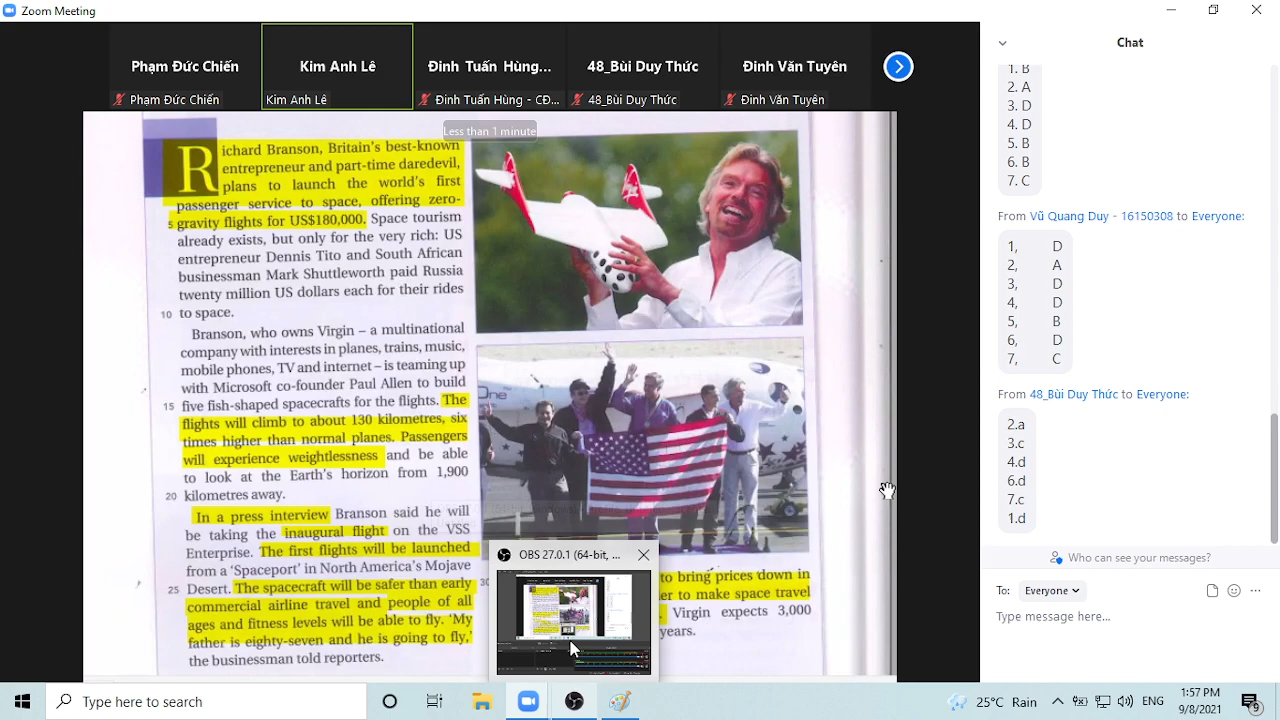 Zoom Meeting
Phạm Đức Chiến
Kim Anh Lê
Đinh Tuấn Hùng...
48_Bùi Duy Thức
Đinh Văn Tuyên
Phạm Đức Chiến
Kim Anh Lê
Đinh Tuấn Hùng - CĐ...
48_Bùi Duy Thức
Đinh Văn Tuyên
Less than 1 minute
Richard Branson, Britain's best-known
entrepreneur and part-time daredevil,
plans to launch the world's first
passenger service to space, offering zero-
5 gravity flights for US$180,000. Space tourism
already exists, but only for the very rich: US
entrepreneur Dennis Tito and South African
businessman Mark Shuttleworth paid Russia
twenty million US dollars each for their rides
10 to space.
Branson, who owns Virgin – a multinational
company with interests in planes, trains, music,
mobile phones, TV and internet – is teaming up
with Microsoft co-founder Paul Allen to build
15 five fish-shaped spacecrafts for the flights. The
flights will climb to about 130 kilometres, six
times higher than normal planes. Passengers
will experience weightlessness and be able
to look at the Earth's horizon from 1,900
20 kilometres away.
In a press interview Branson said he will
be taking the inaugural flight on the VSS
Enterprise. The first flights will be launched
from a 'Spaceport' in North America's Mojave
25 Desert. The spacecraft will be safer than early
commercial airline travel and people of all
ages and fitness levels will be able to fly. 'My
father is eighty-seven and he is going to fly,'
the businessman told reporters.
One
30
to bring prices down in
er to make space travel
Virgin expects 3,000
years.
OBS 27.0.1 (64-bit, ...
Chat
1. B
2. A
3. D
4. D
5. B
6. B
7. C
From Vũ Quang Duy - 16150308 to Everyone:
1, D
2, A
3, D
4, D
5, B
6, D
7, C
From 48_Bùi Duy Thức to Everyone:
2.a
3.c
4.d
6.d
7.c
1.d
Who can see your messages?
To: Everyone
Type message here...
Type here to search
25°C Rain
ENG
1:57 PM
9/8/2021
9